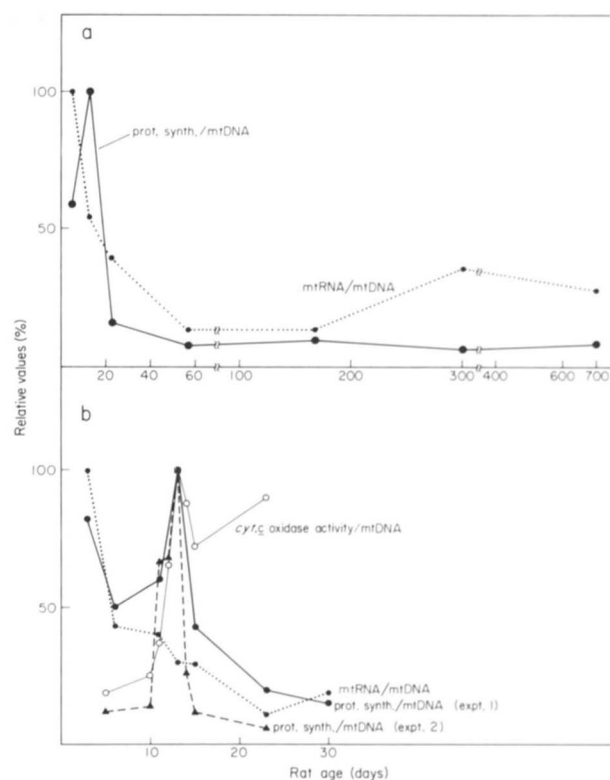 a
100
prot. synth./mtDNA
50
mtRNA/mtDNA
20 40 60 100 200 300 400 600 700
Relative values (%)
b
100
cyt.c oxidase activity/mtDNA
50
mtRNA/mtDNA
prot. synth./mtDNA (expt. 1)
prot. synth./mtDNA (expt. 2)
10 20 30
Rat age (days)